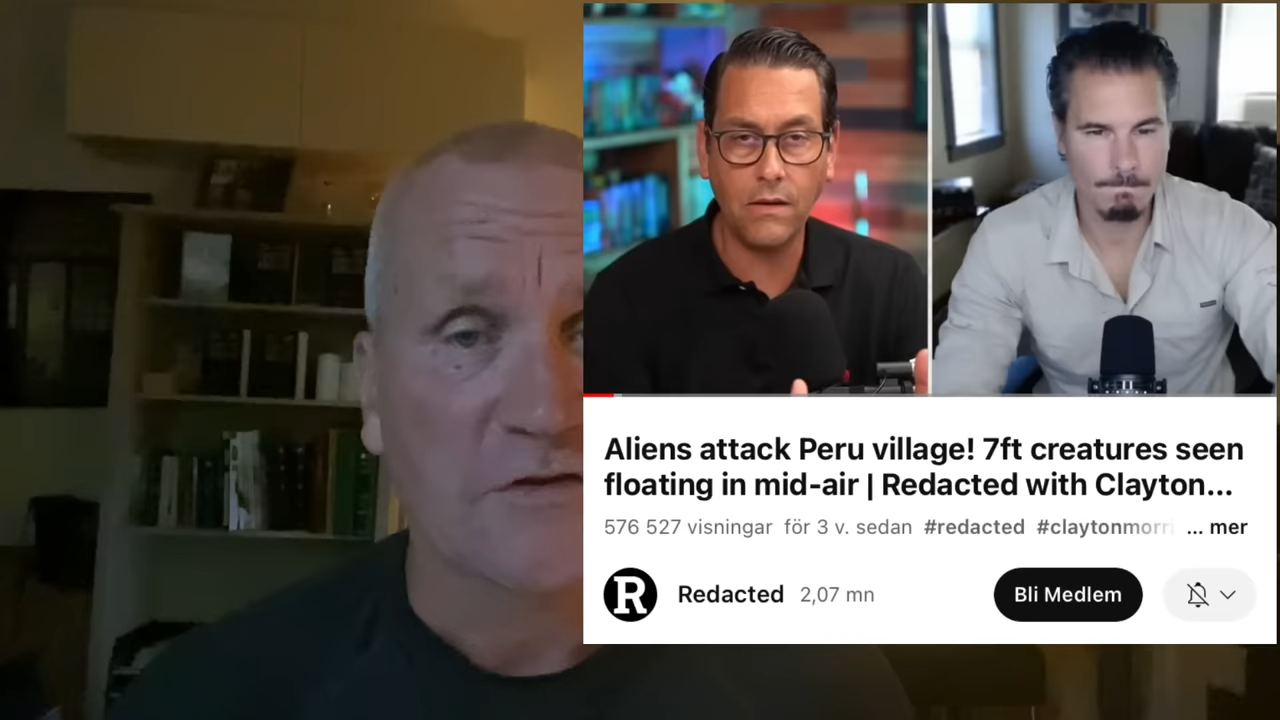 Aliens attack Peru village! 7ft creatures seen
floating in mid-air | Redacted with Clayton...
576 527 visningar för 3 v. sedan #redacted #claytonmorri ... mer
R Redacted 2,07 mn Bli Medlem